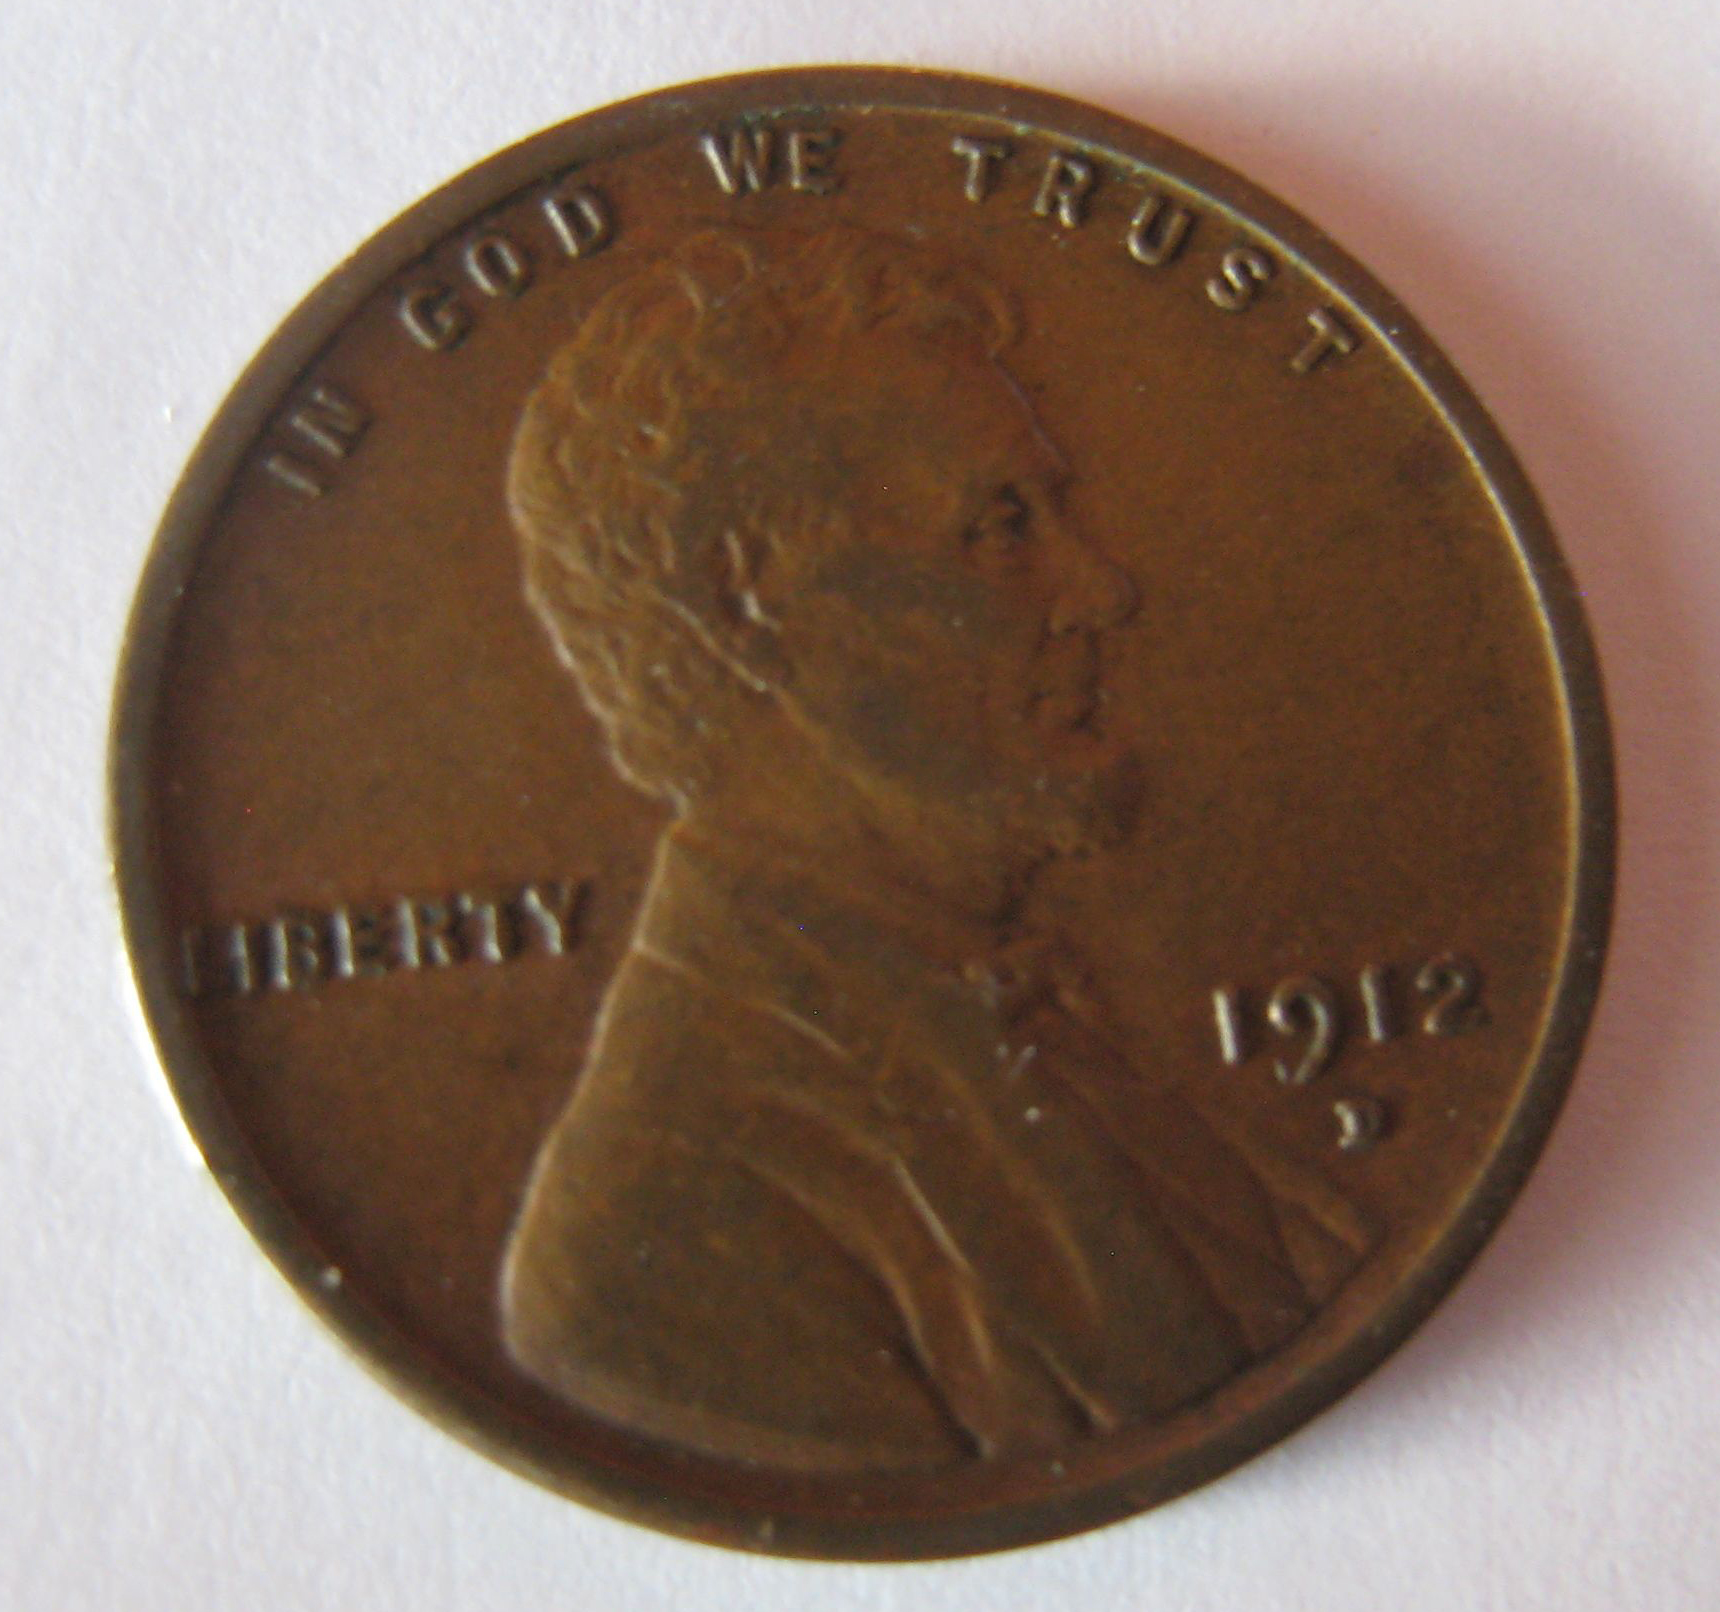 IN GOD WE TRUST
LIBERTY
1912
D